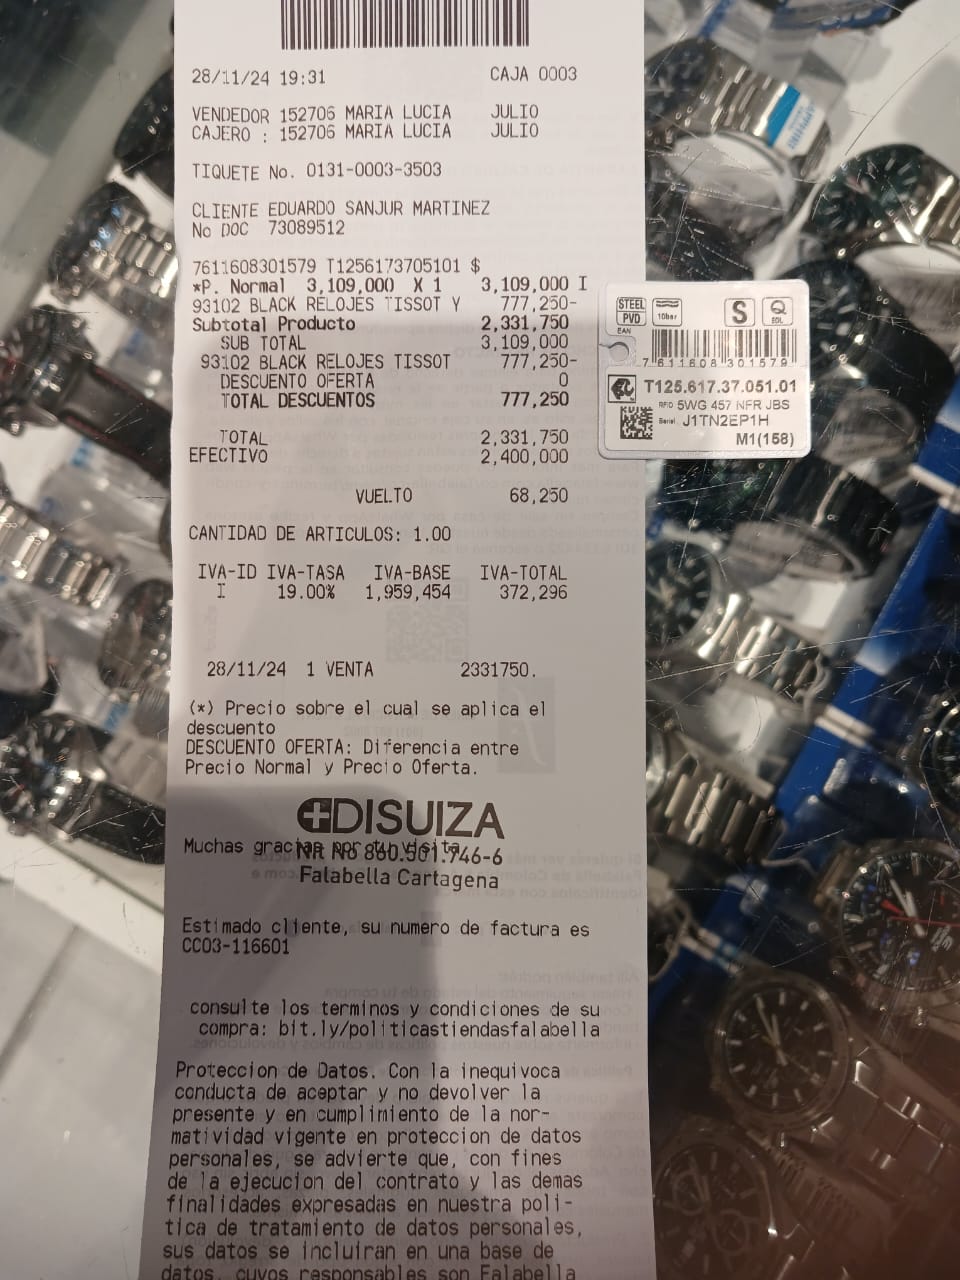 28/11/24 19:31 CAJA 0003
VENDEDOR 152706 MARIA LUCIA JULIO
CAJERO : 152706 MARIA LUCIA JULIO
TIQUETE No. 0131-0003-3503
CLIENTE EDUARDO SANJUR MARTINEZ
No DOC 73089512
7611608301579 T1256173705101 $
*P. Normal 3,109,000 X 1 3,109,000 I
93102 BLACK RELOJES TISSOT Y 777,250-
Subtotal Producto 2,331,750
SUB TOTAL 3,109,000
93102 BLACK RELOJES TISSOT 777,250-
DESCUENTO OFERTA 0
TOTAL DESCUENTOS 777,250
TOTAL 2,331,750
EFECTIVO 2,400,000
VUELTO 68,250
CANTIDAD DE ARTICULOS: 1.00
IVA-ID IVA-TASA IVA-BASE IVA-TOTAL
I 19.00% 1,959,454 372,296
28/11/24 1 VENTA 2331750.
(*) Precio sobre el cual se aplica el
descuento
DESCUENTO OFERTA: Diferencia entre
Precio Normal y Precio Oferta.
DISUIZA
Muchas gracias por tu visita
Nit No 860.501.746-6
Falabella Cartagena
Estimado cliente, su numero de factura es
CC03-116601
consulte los terminos y condiciones de su
compra: bit.ly/politicastiendasfalabella
Proteccion de Datos. Con la inequivoca
conducta de aceptar y no devolver la
presente y en cumplimiento de la nor-
matividad vigente en proteccion de datos
personales, se advierte que, con fines
de la ejecucion del contrato y las demas
finalidades expresadas en nuestra poli-
tica de tratamiento de datos personales,
sus datos se incluiran en una base de
datos, cuyos responsables son Falabella
STEEL
PVD
10bar
S
Q
EOL
EAN
7 611608 301579
T125.617.37.051.01
RFID 5WG 457 NFR JBS
Serial J1TN2EP1H
M1(158)